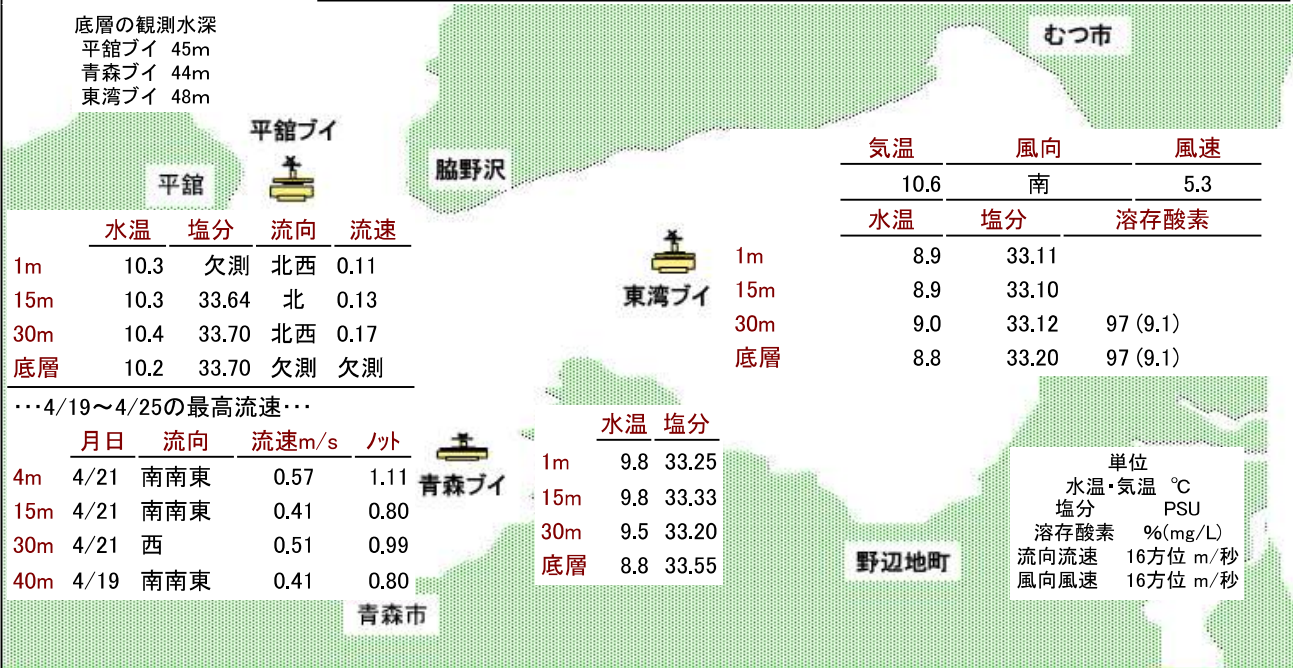 底層の観測水深
平舘ブイ 45m
青森ブイ 44m
東湾ブイ 48m
むつ市
平舘ブイ
平舘
脇野沢
水温 塩分 流向 流速
1m 10.3 欠測 北西 0.11
15m 10.3 33.64 北 0.13
30m 10.4 33.70 北西 0.17
底層 10.2 33.70 欠測 欠測
･･･4/19～4/25の最高流速･･･
月日 流向 流速m/s ﾉｯﾄ
4m 4/21 南南東 0.57 1.11
15m 4/21 南南東 0.41 0.80
30m 4/21 西 0.51 0.99
40m 4/19 南南東 0.41 0.80
気温 風向 風速
10.6 南 5.3
水温 塩分 溶存酸素
1m 8.9 33.11
15m 8.9 33.10
30m 9.0 33.12 97 (9.1)
底層 8.8 33.20 97 (9.1)
東湾ブイ
青森ブイ
水温 塩分
1m 9.8 33.25
15m 9.8 33.33
30m 9.5 33.20
底層 8.8 33.55
単位
水温･気温 ℃
塩分 PSU
溶存酸素 %(mg/L)
流向流速 16方位 m/秒
風向風速 16方位 m/秒
野辺地町
青森市